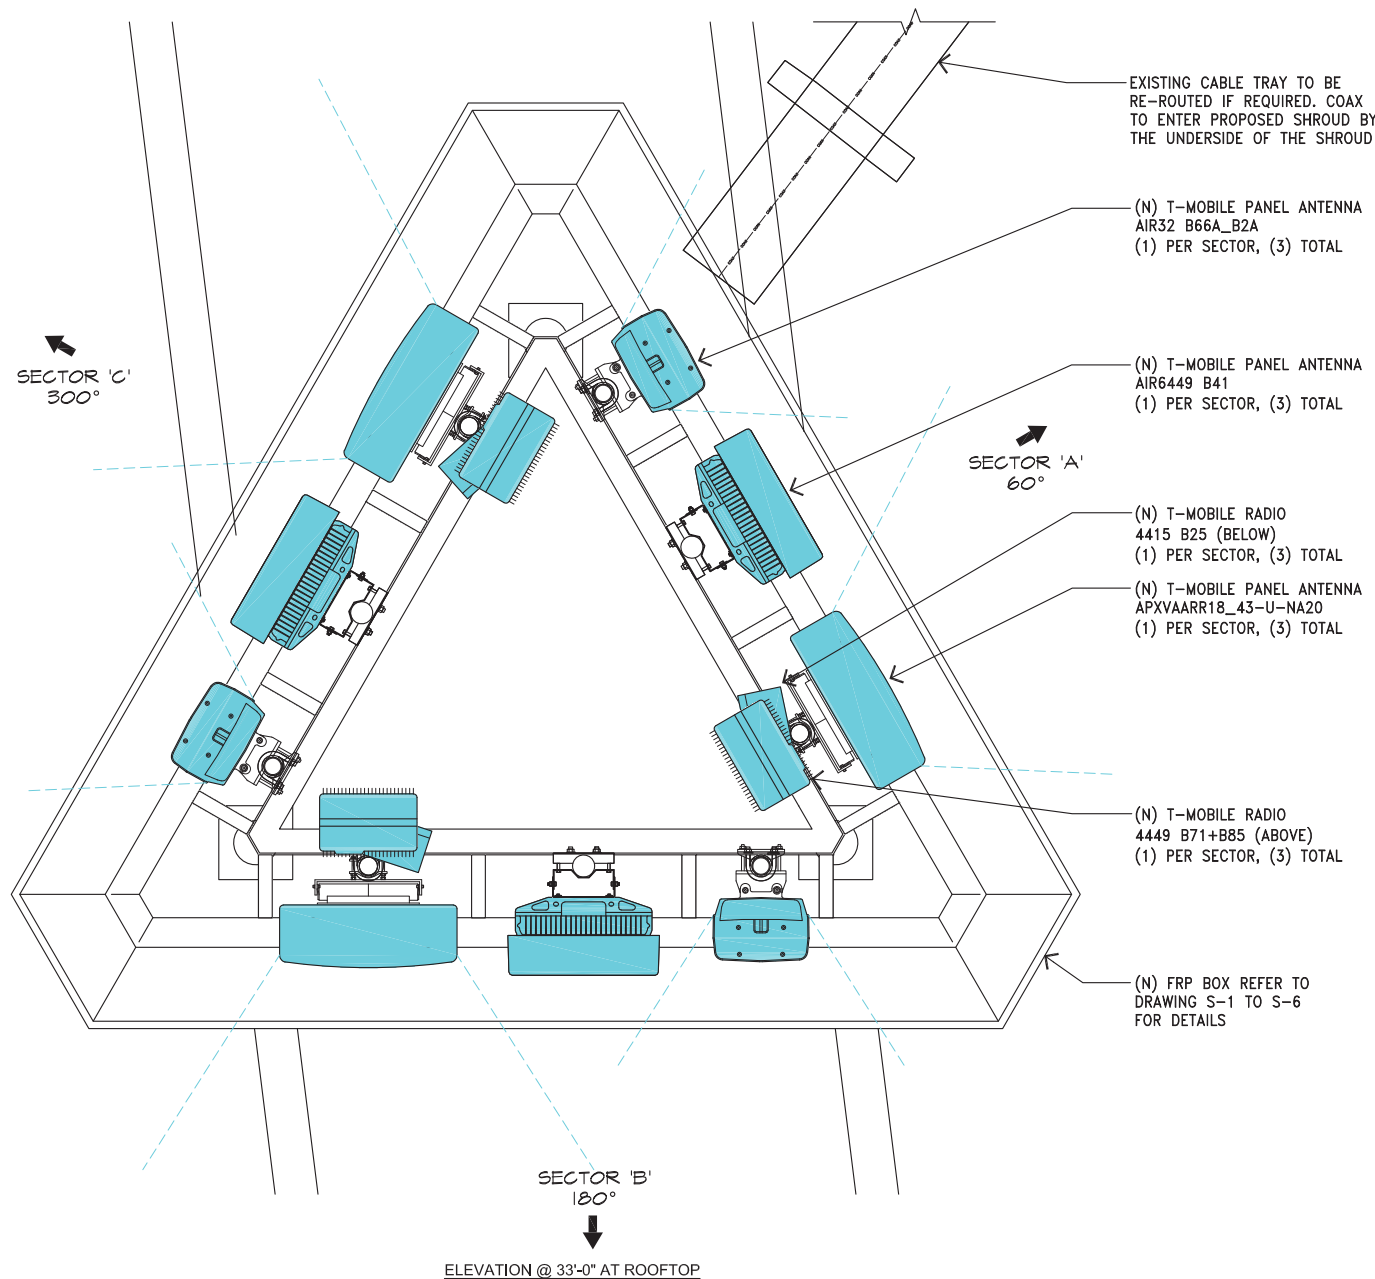 EXISTING CABLE TRAY TO BE
RE-ROUTED IF REQUIRED. COAX
TO ENTER PROPOSED SHROUD BY
THE UNDERSIDE OF THE SHROUD
(N) T-MOBILE PANEL ANTENNA
AIR32 B66A_B2A
(1) PER SECTOR, (3) TOTAL
(N) T-MOBILE PANEL ANTENNA
AIR6449 B41
(1) PER SECTOR, (3) TOTAL
SECTOR 'C'
300°
SECTOR 'A'
60°
(N) T-MOBILE RADIO
4415 B25 (BELOW)
(1) PER SECTOR, (3) TOTAL
(N) T-MOBILE PANEL ANTENNA
APXVAARR18_43-U-NA20
(1) PER SECTOR, (3) TOTAL
(N) T-MOBILE RADIO
4449 B71+B85 (ABOVE)
(1) PER SECTOR, (3) TOTAL
(N) FRP BOX REFER TO
DRAWING S-1 TO S-6
FOR DETAILS
SECTOR 'B'
180°
ELEVATION @ 33'-0" AT ROOFTOP